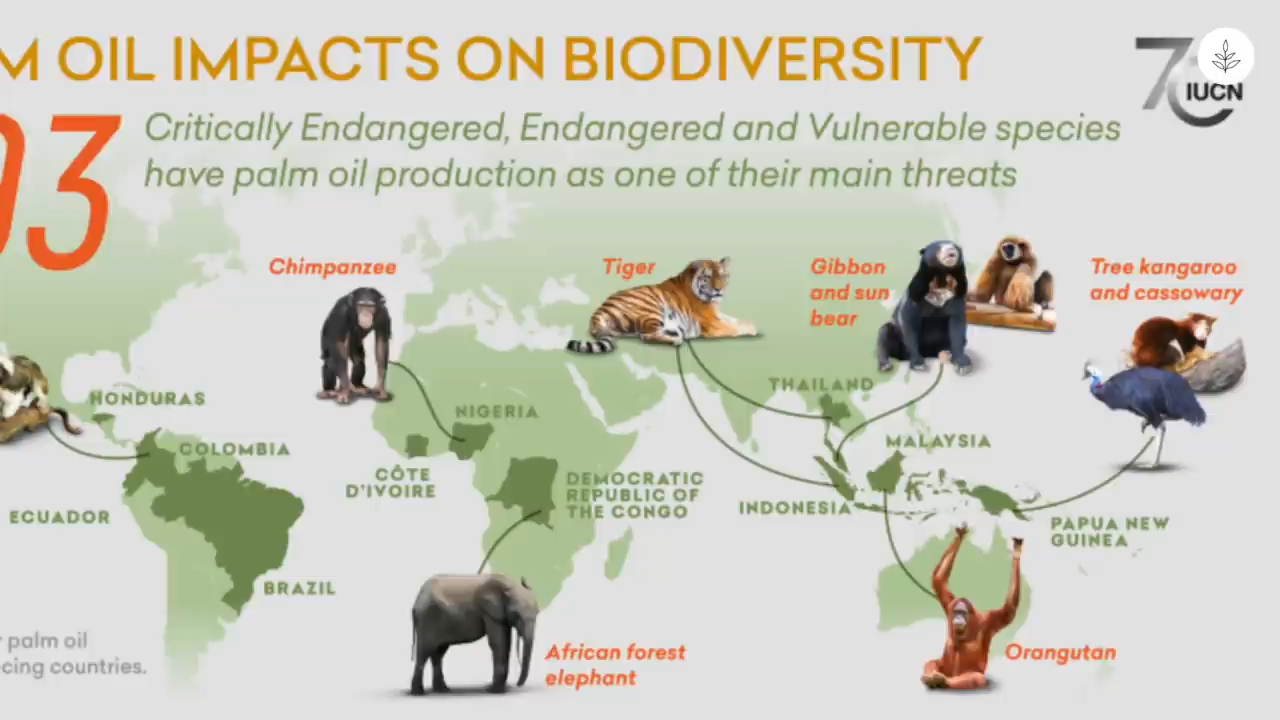 M OIL IMPACTS ON BIODIVERSITY
70
IUCN
93
Critically Endangered, Endangered and Vulnerable species
have palm oil production as one of their main threats
Chimpanzee
Tiger
Gibbon
and sun
bear
Tree kangaroo
and cassowary
HONDURAS
COLOMBIA
ECUADOR
BRAZIL
NIGERIA
CÔTE
D'IVOIRE
DEMOCRATIC
REPUBLIC OF
THE CONGO
THAILAND
MALAYSIA
INDONESIA
PAPUA NEW
GUINEA
African forest
elephant
Orangutan
r palm oil
cing countries.